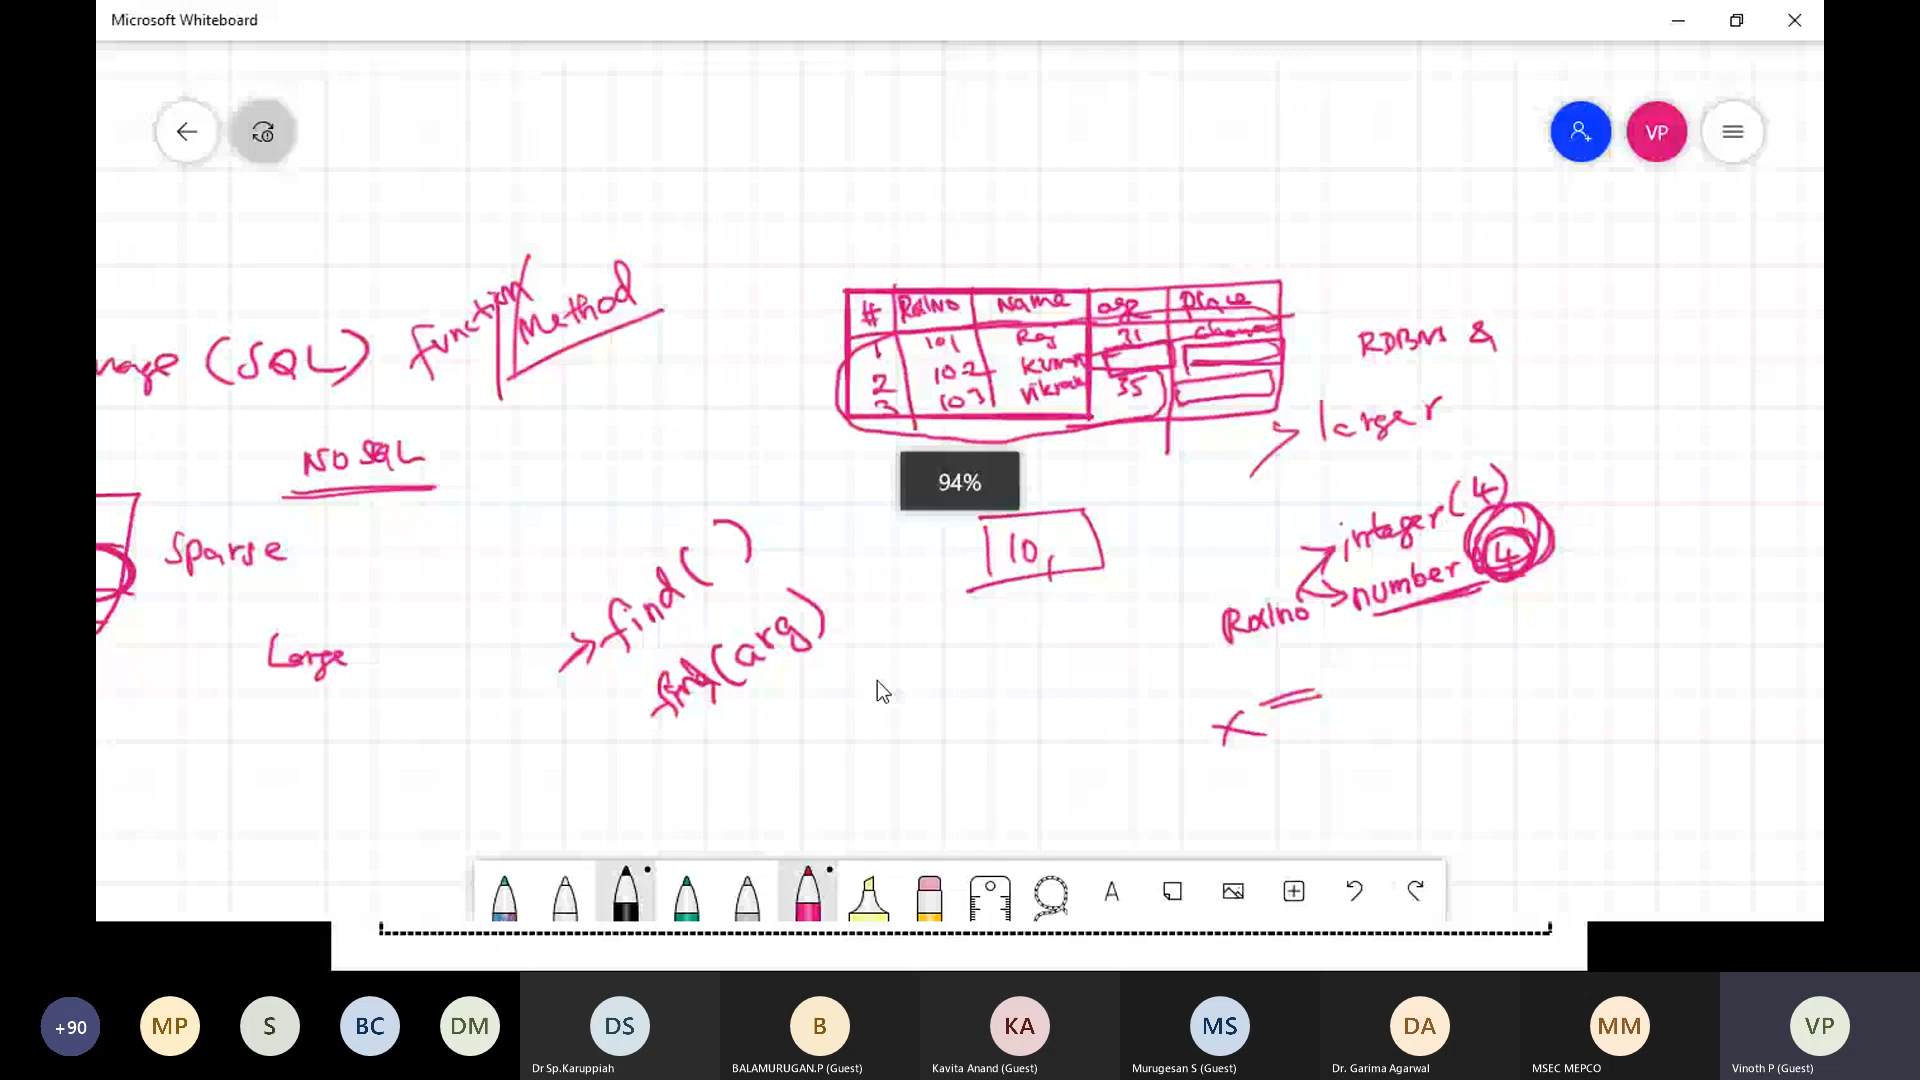 Microsoft Whiteboard
VP
(SQL) function Method
# Rollno Name age place
1 101 Raj 31
2 102 Kumar
3 103 Vikram 35
RDBMS &
larger
NO SQL
94%
Sparse
Large
find( )
find(arg)
10,
integer(4)
number 4
Rollno
x =
A
+90
MP
S
BC
DM
DS
Dr Sp.Karuppiah
B
BALAMURUGAN.P (Guest)
KA
Kavita Anand (Guest)
MS
Murugesan S (Guest)
DA
Dr. Garima Agarwal
MM
MSEC MEPCO
VP
Vinoth P (Guest)